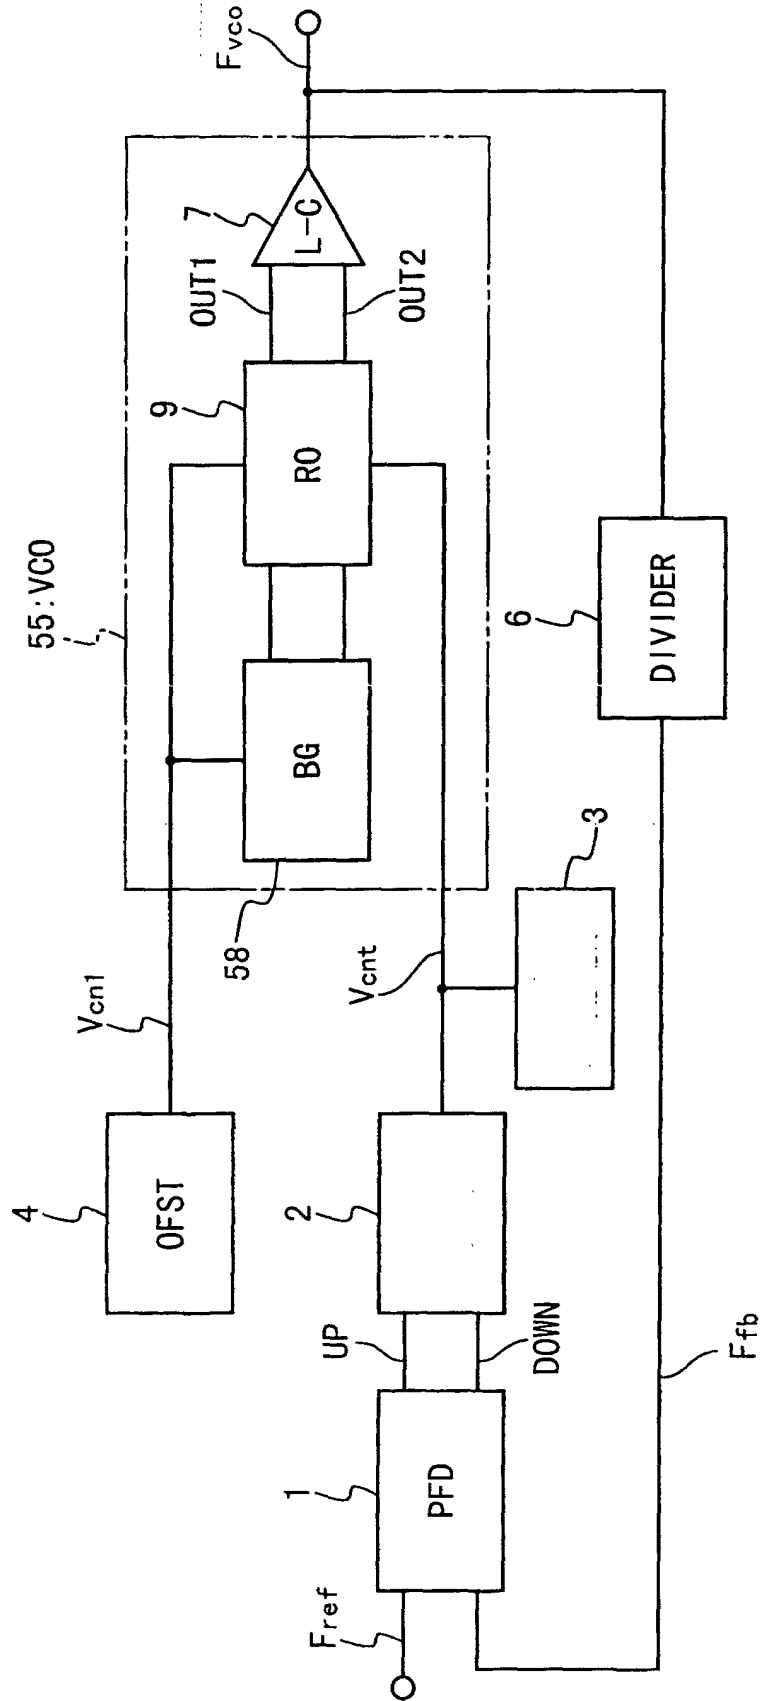 55:VCO
Fvco
7
L-C
OUT1
OUT2
9
RO
BG
58
Vcn1
4
OFST
Vcnt
3
6
DIVIDER
2
UP
DOWN
1
PFD
Fref
Ffb